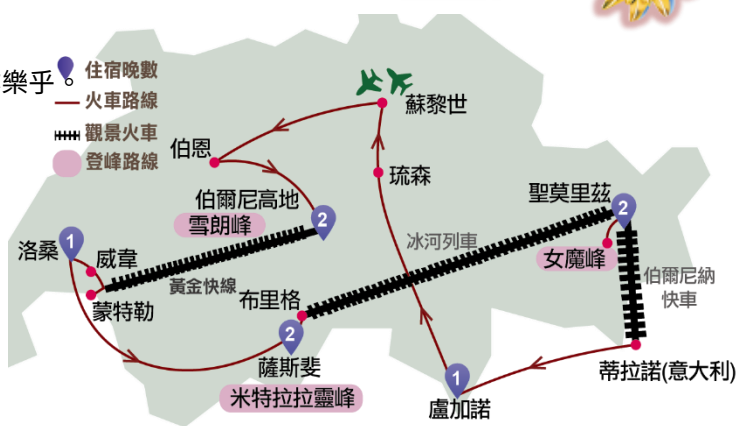 樂乎。
住宿晚數
火車路線
觀景火車
登峰路線
蘇黎世
伯恩
琉森
伯爾尼高地
雪朗峰
2
聖莫里茲
2
女魔峰
洛桑
1
威韋
蒙特勒
黃金快線
冰河列車
伯爾尼納
快車
布里格
2
薩斯斐
米特拉拉靈峰
1
盧加諾
蒂拉諾(意大利)